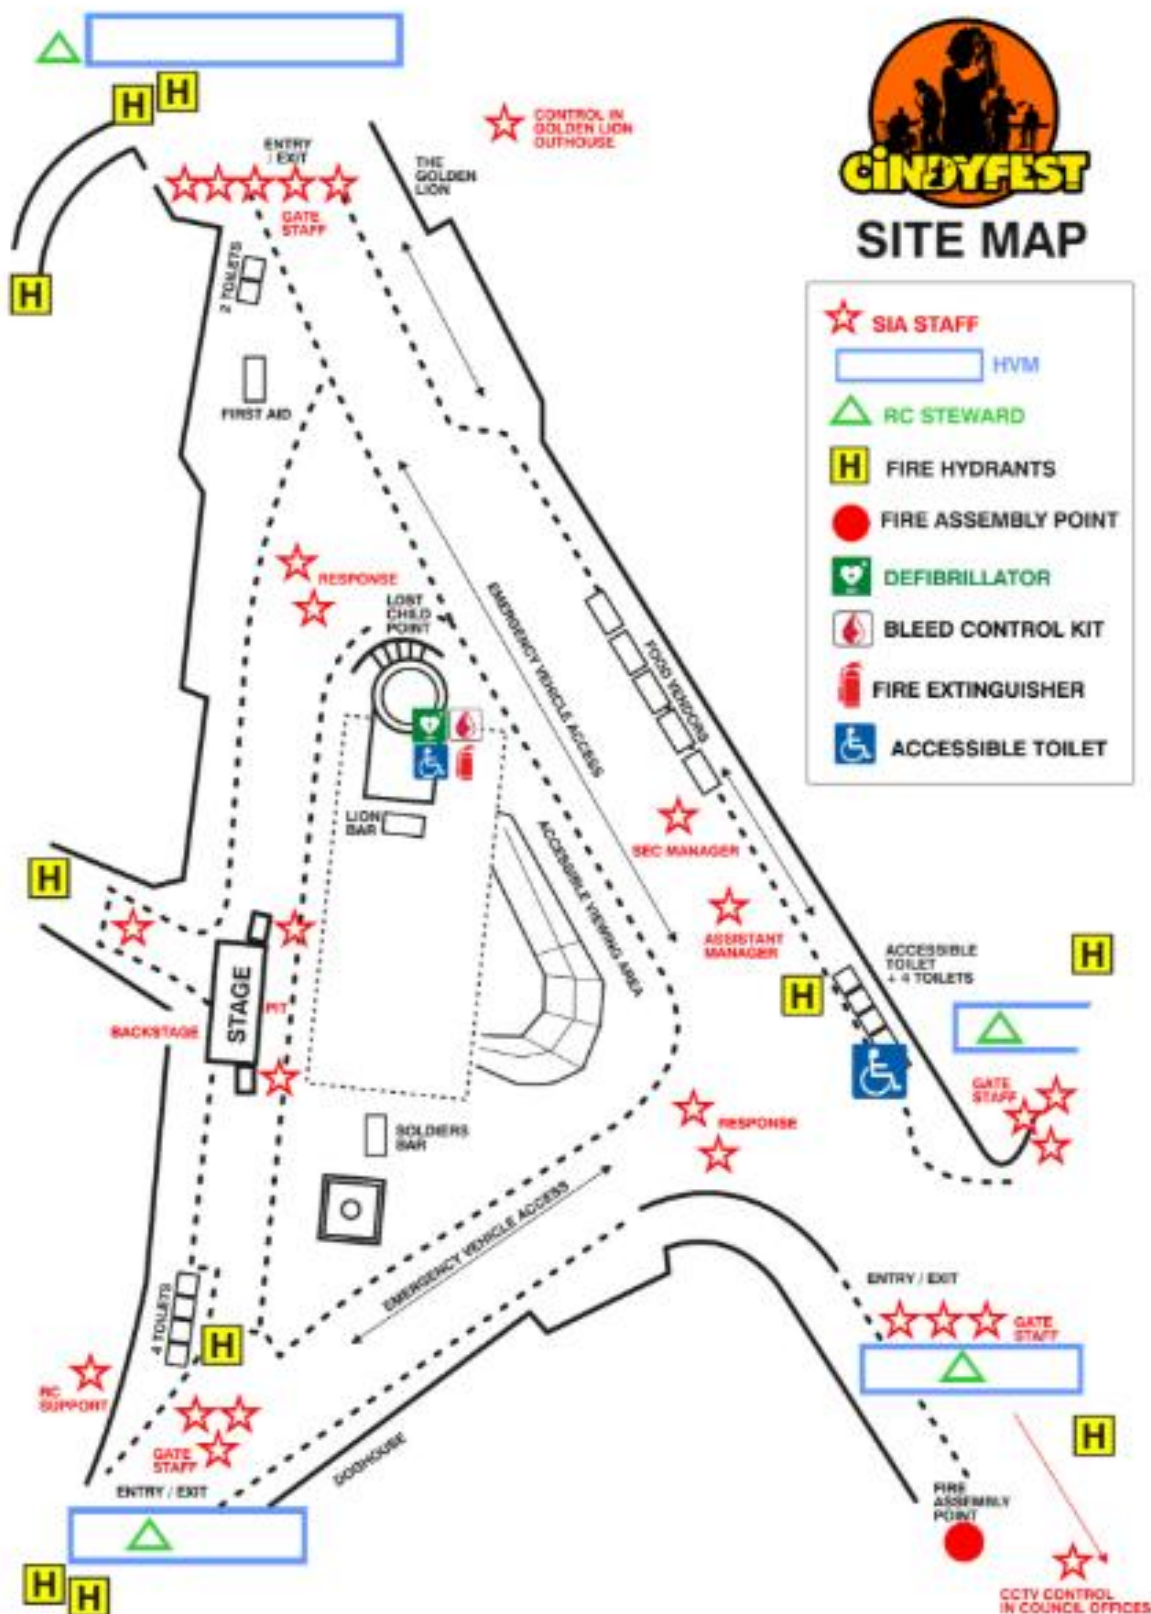 CiNDYFEST
SITE MAP
SIA STAFF
HVM
RC STEWARD
H
FIRE HYDRANTS
FIRE ASSEMBLY POINT
DEFIBRILLATOR
BLEED CONTROL KIT
FIRE EXTINGUISHER
ACCESSIBLE TOILET
H
H
H
CONTROL IN
GOLDEN LION
OUTHOUSE
ENTRY
/ EXIT
THE
GOLDEN
LION
GATE
STAFF
2 TOILETS
FIRST AID
RESPONSE
LOST
CHILD
POINT
EMERGENCY VEHICLE ACCESS
FOOD VENDORS
LION
BAR
SEC MANAGER
ACCESSIBLE VIEWING AREA
H
ASSISTANT
MANAGER
ACCESSIBLE
TOILET
+ 4 TOILETS
H
H
STAGE
PIT
BACKSTAGE
GATE
STAFF
SOLDIERS
BAR
RESPONSE
EMERGENCY VEHICLE ACCESS
ENTRY / EXIT
GATE
STAFF
4 TOILETS
H
RC
SUPPORT
GATE
STAFF
DOGHOUSE
H
ENTRY / EXIT
FIRE
ASSEMBLY
POINT
H
H
CCTV CONTROL
IN COUNCIL OFFICES